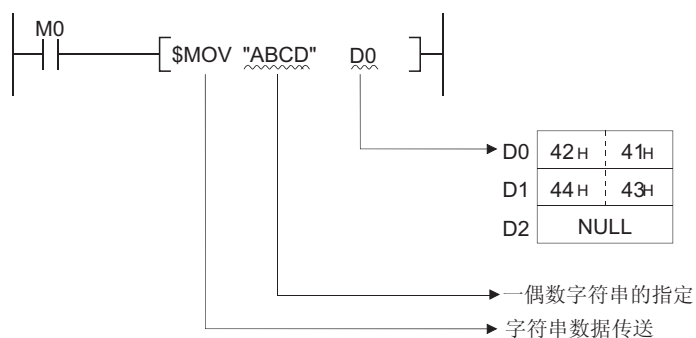 M0
$MOV "ABCD" D0
D0 42H 41H
D1 44H 43H
D2 NULL
一偶数字符串的指定
字符串数据传送